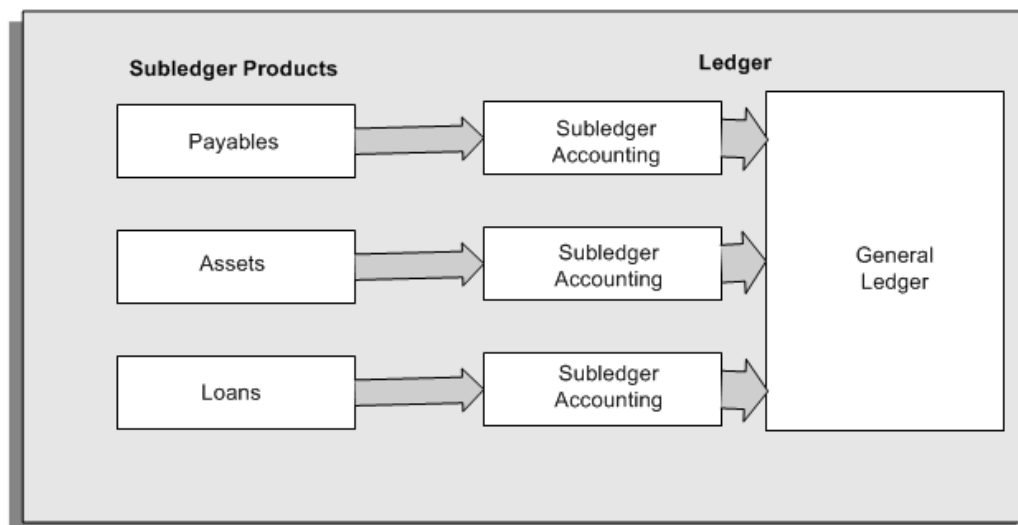 Subledger Products
Ledger
Payables
Subledger
Accounting
Assets
Subledger
Accounting
General
Ledger
Loans
Subledger
Accounting